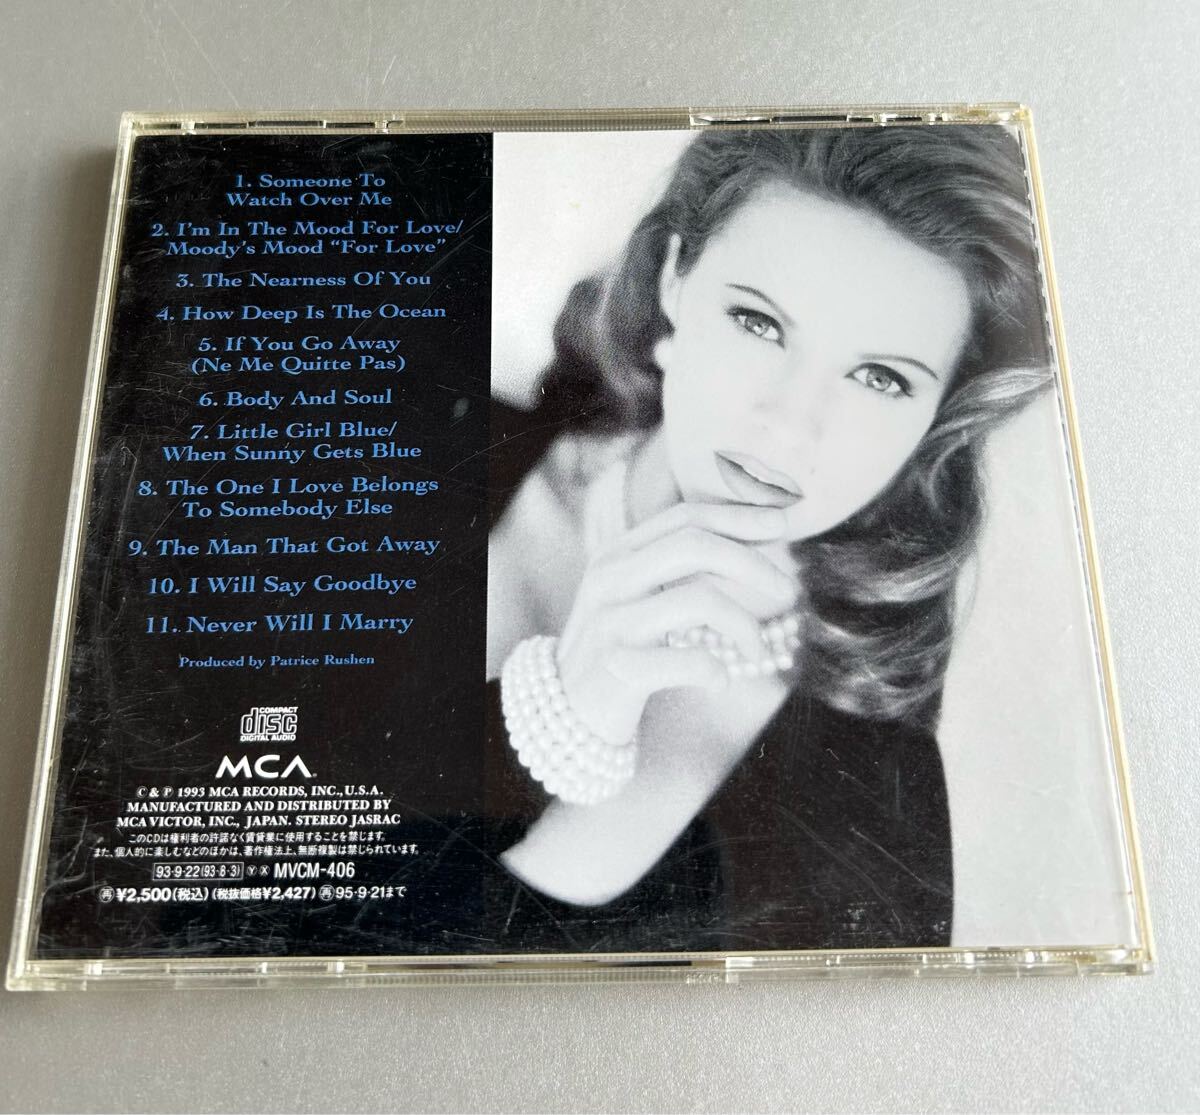 1. Someone To
Watch Over Me
2. I'm In The Mood For Love/
Moody's Mood "For Love"
3. The Nearness Of You
4. How Deep Is The Ocean
5. If You Go Away
(Ne Me Quitte Pas)
6. Body And Soul
7. Little Girl Blue/
When Sunny Gets Blue
8. The One I Love Belongs
To Somebody Else
9. The Man That Got Away
10. I Will Say Goodbye
11. Never Will I Marry
Produced by Patrice Rushen
COMPACT
disc
DIGITAL AUDIO
MCA
© & ℗ 1993 MCA RECORDS, INC., U.S.A.
MANUFACTURED AND DISTRIBUTED BY
MCA VICTOR, INC., JAPAN. STEREO JASRAC
このCDは権利者の許諾なく賃貸業に使用することを禁じます。
また、個人的に楽しむなどのほかは、著作権法上、無断複製は禁じられています。
93-9-22(93-8-3) Ⓨ Ⓧ MVCM-406
㊢¥2,500(税込)(税抜価格¥2,427) 再95·9·21まで